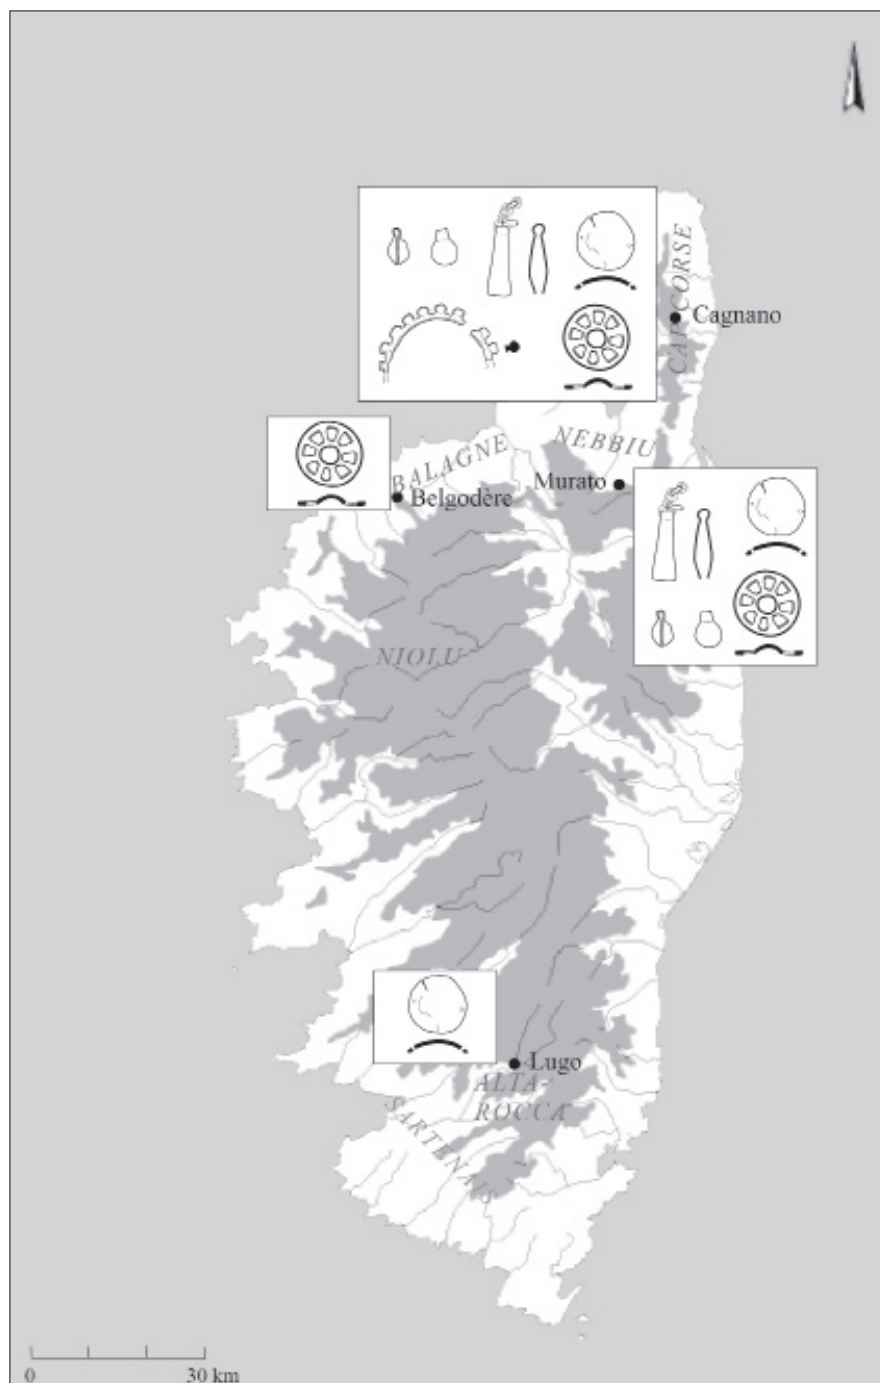 CAP CORSE
Cagnano
NEBBIU
BALAGNE
Murato
Belgodère
NIOLU
Lugo
ALTA-
ROCCA
SARTENAIS
0 30 km